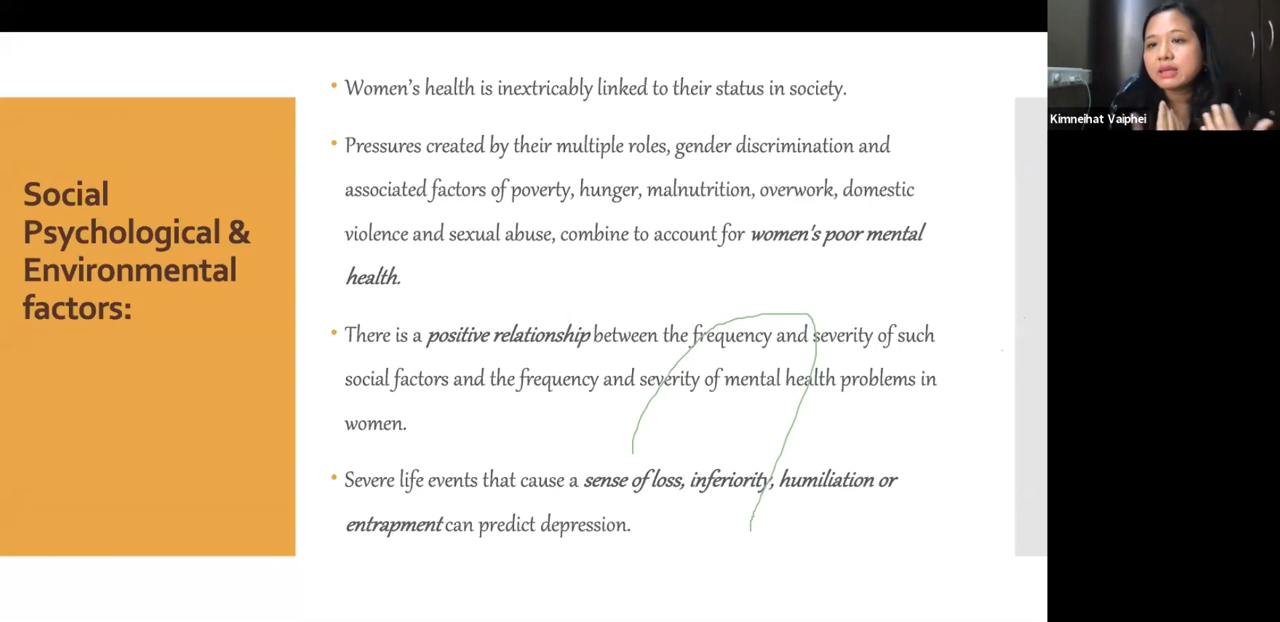 Social
Psychological &
Environmental
factors:
• Women's health is inextricably linked to their status in society.
• Pressures created by their multiple roles, gender discrimination and
associated factors of poverty, hunger, malnutrition, overwork, domestic
violence and sexual abuse, combine to account for women's poor mental
health.
• There is a positive relationship between the frequency and severity of such
social factors and the frequency and severity of mental health problems in
women.
• Severe life events that cause a sense of loss, inferiority, humiliation or
entrapment can predict depression.
Kimneihat Vaiphei